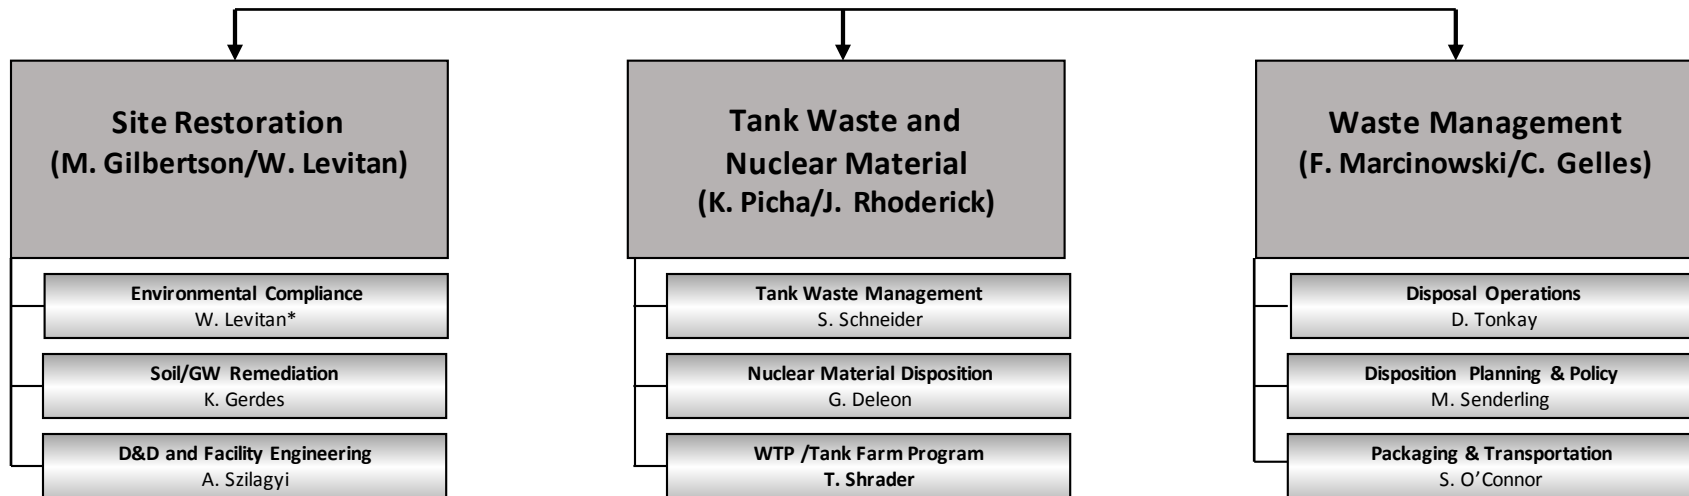 Site Restoration
(M. Gilbertson/W. Levitan)
Environmental Compliance
W. Levitan*
Soil/GW Remediation
K. Gerdes
D&D and Facility Engineering
A. Szilagyi
Tank Waste and
Nuclear Material
(K. Picha/J. Rhoderick)
Tank Waste Management
S. Schneider
Nuclear Material Disposition
G. Deleon
WTP /Tank Farm Program
T. Shrader
Waste Management
(F. Marcinowski/C. Gelles)
Disposal Operations
D. Tonkay
Disposition Planning & Policy
M. Senderling
Packaging & Transportation
S. O’Connor